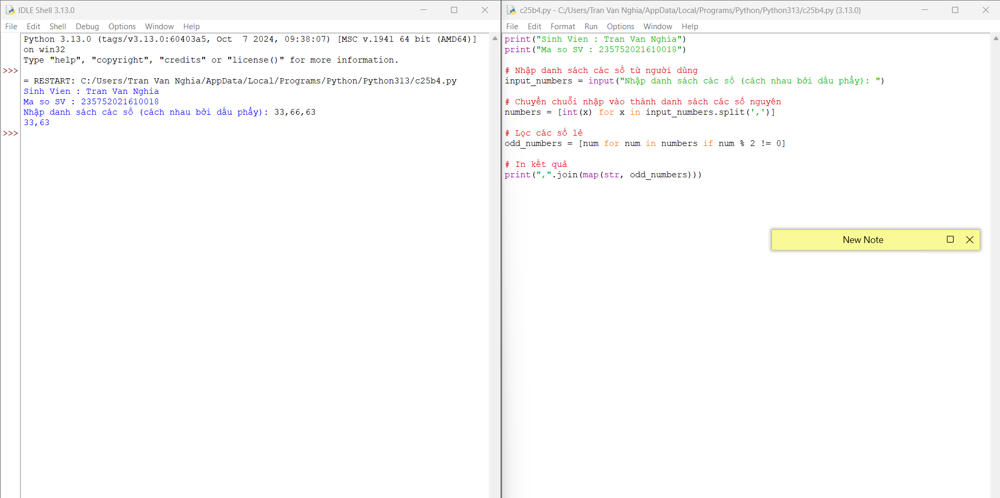 IDLE Shell 3.13.0
File Edit Shell Debug Options Window Help
Python 3.13.0 (tags/v3.13.0:60403a5, Oct  7 2024, 09:38:07) [MSC v.1941 64 bit (AMD64)]
on win32
Type "help", "copyright", "credits" or "license()" for more information.
>>>
= RESTART: C:/Users/Tran Van Nghia/AppData/Local/Programs/Python/Python313/c25b4.py
Sinh Vien : Tran Van Nghia
Ma so SV : 235752021610018
Nhập danh sách các số (cách nhau bởi dấu phẩy): 33,66,63
33,63
>>>
c25b4.py - C:/Users/Tran Van Nghia/AppData/Local/Programs/Python/Python313/c25b4.py (3.13.0)
File Edit Format Run Options Window Help
print("Sinh Vien : Tran Van Nghia")
print("Ma so SV : 235752021610018")
# Nhập danh sách các số từ người dùng
input_numbers = input("Nhập danh sách các số (cách nhau bởi dấu phẩy): ")
# Chuyển chuỗi nhập vào thành danh sách các số nguyên
numbers = [int(x) for x in input_numbers.split(',')]
# Lọc các số lẻ
odd_numbers = [num for num in numbers if num % 2 != 0]
# In kết quả
print(",".join(map(str, odd_numbers)))
New Note